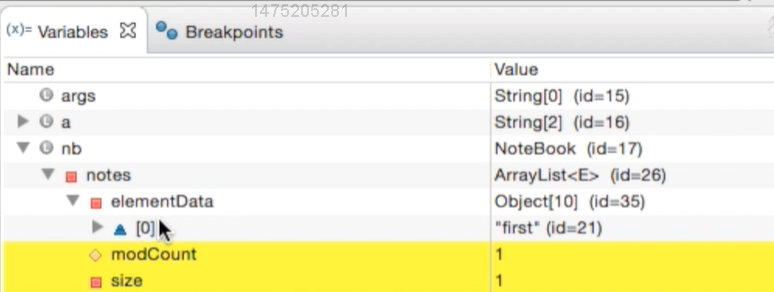 1475205281
(x)= Variables Breakpoints
Name Value
args String[0] (id=15)
a String[2] (id=16)
nb NoteBook (id=17)
notes ArrayList<E> (id=26)
elementData Object[10] (id=35)
[0] "first" (id=21)
modCount 1
size 1